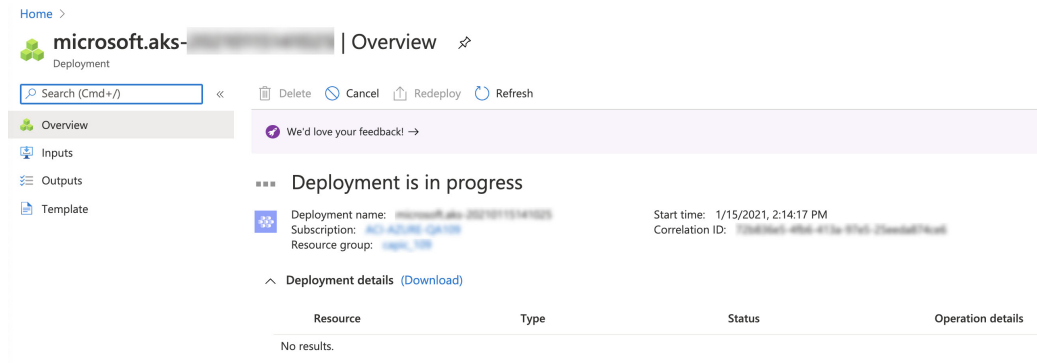 Home >
microsoft.aks- | Overview
Deployment
Search (Cmd+/) «
Delete Cancel Redeploy Refresh
Overview
We'd love your feedback! →
Inputs
Outputs
Template
Deployment is in progress
Deployment name:
Start time: 1/15/2021, 2:14:17 PM
Subscription:
Correlation ID:
Resource group:
Deployment details (Download)
Resource Type Status Operation details
No results.